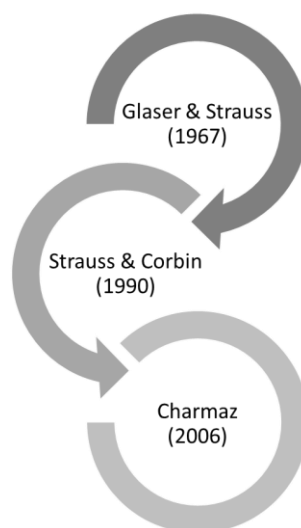 Glaser & Strauss
(1967)
Strauss & Corbin
(1990)
Charmaz
(2006)